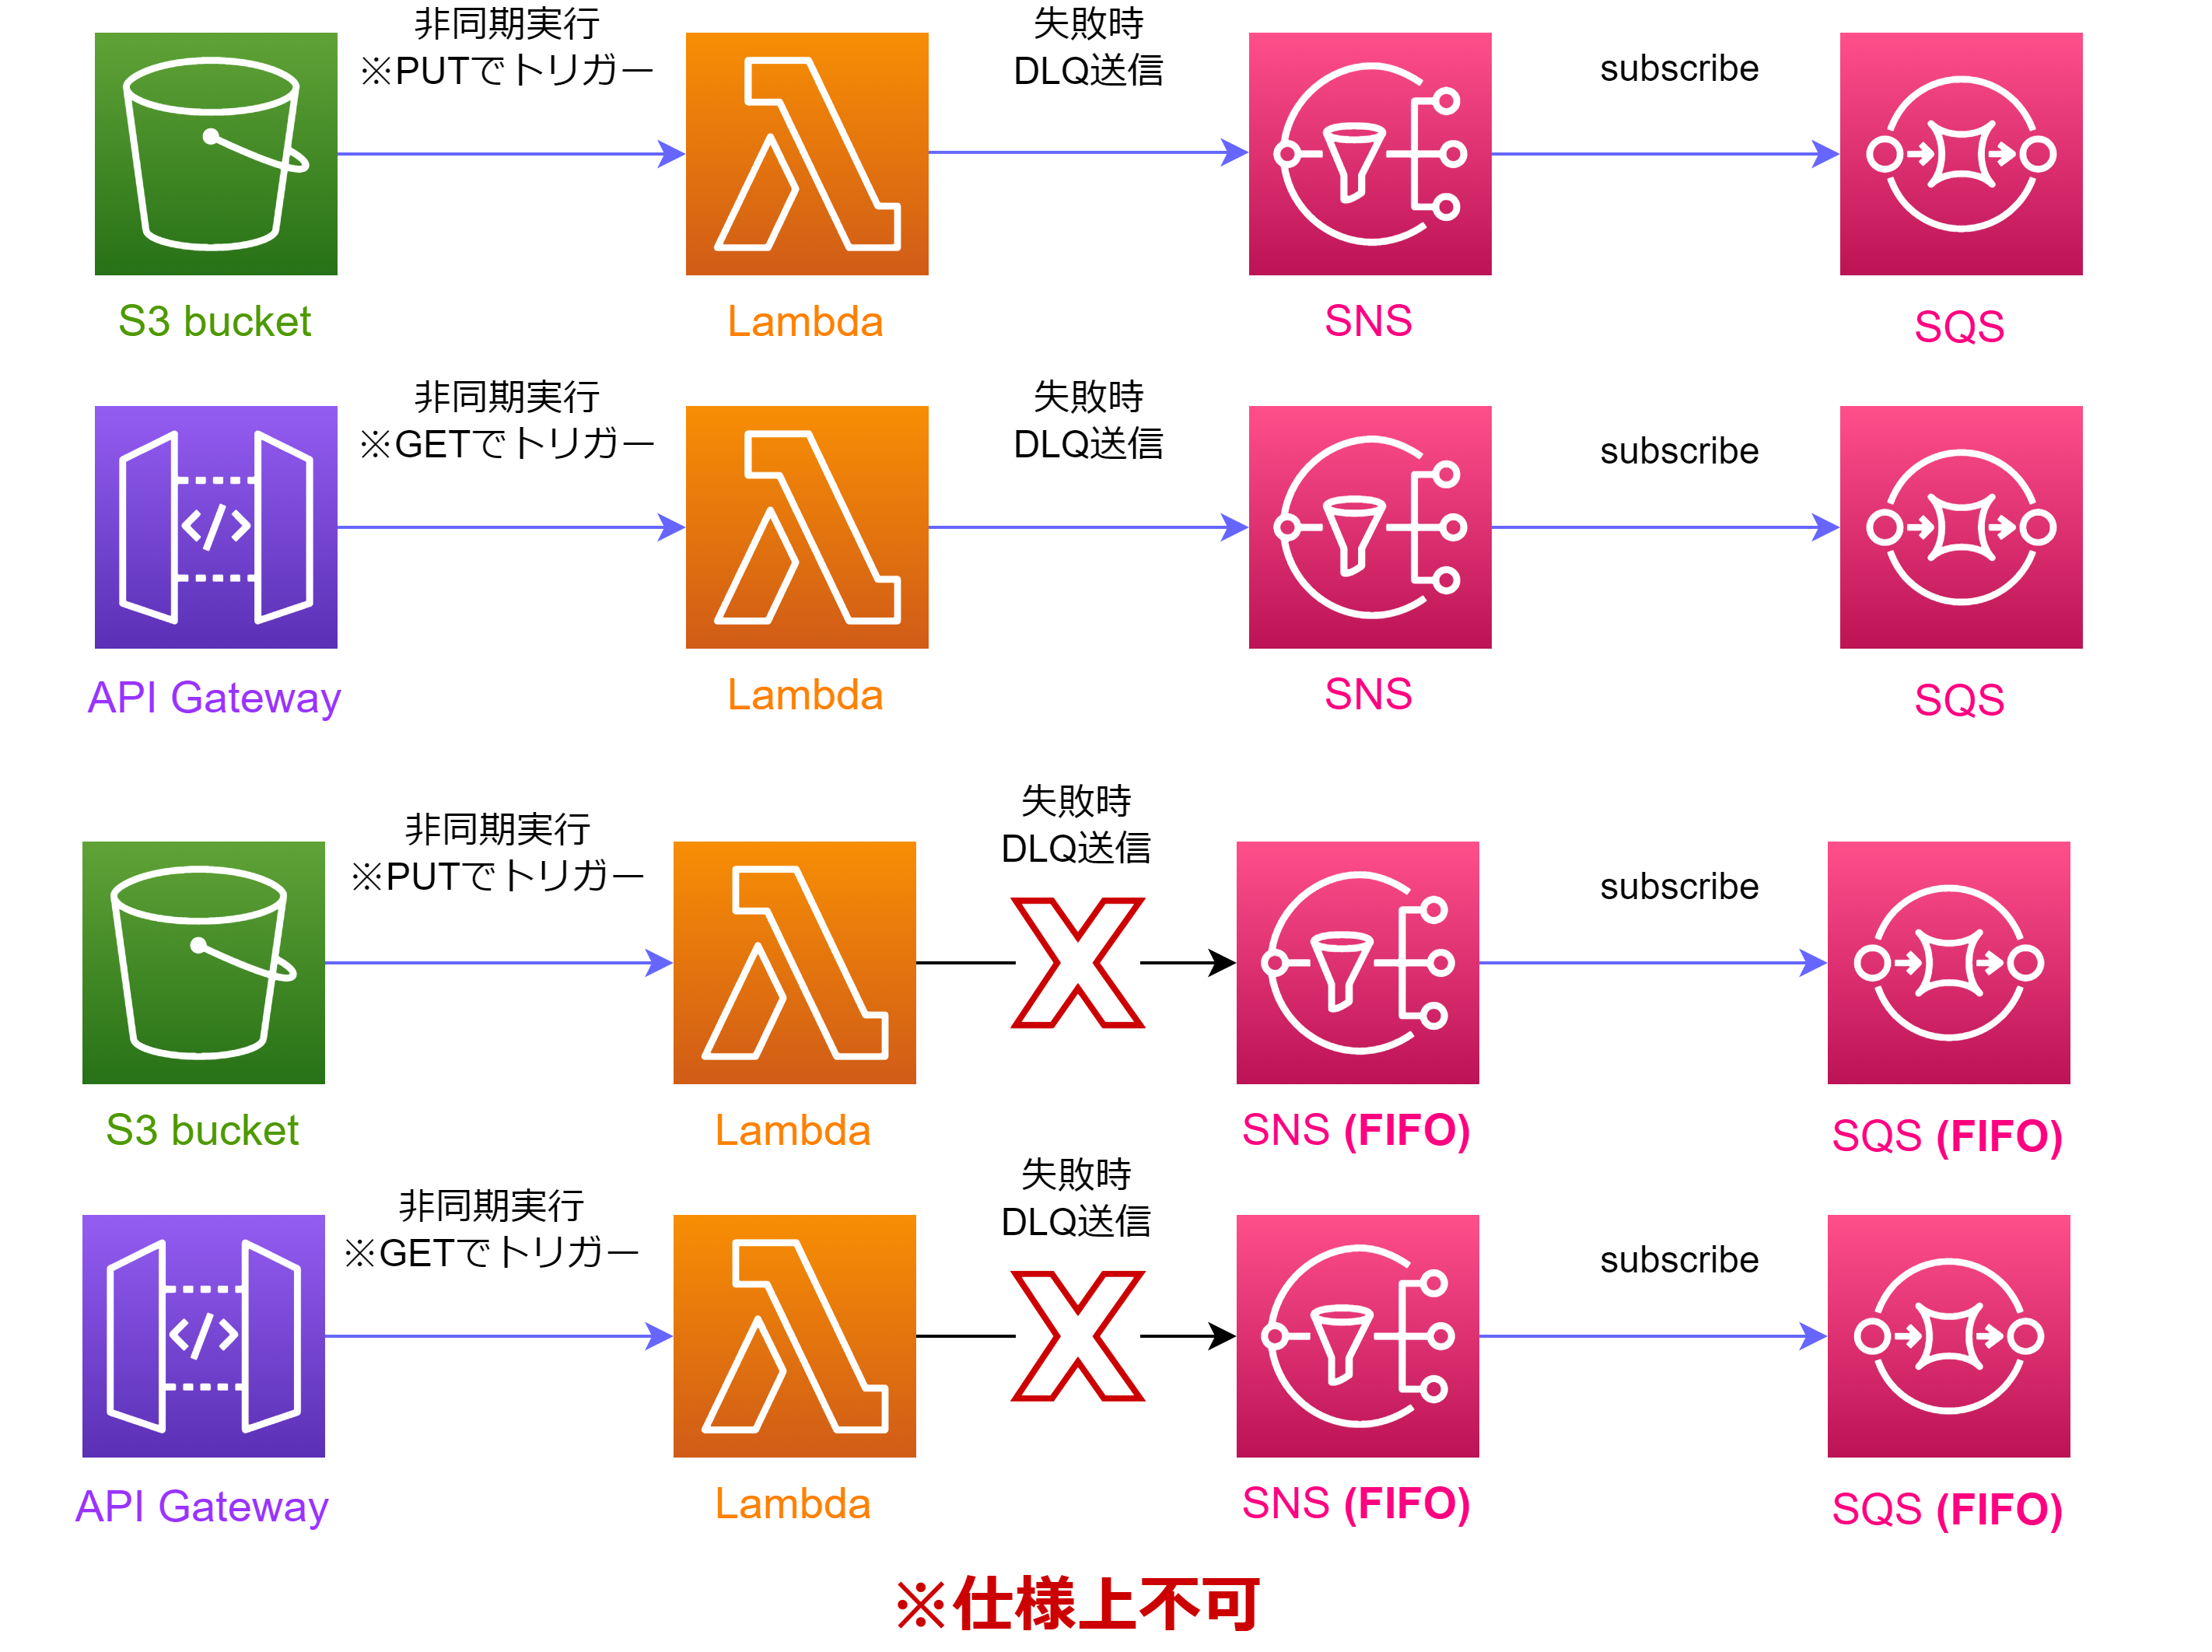 非同期実行
※PUTでトリガー
失敗時
DLQ送信
subscribe
S3 bucket
Lambda
SNS
SQS
非同期実行
※GETでトリガー
失敗時
DLQ送信
subscribe
API Gateway
Lambda
SNS
SQS
非同期実行
※PUTでトリガー
失敗時
DLQ送信
subscribe
S3 bucket
Lambda
SNS (FIFO)
SQS (FIFO)
非同期実行
※GETでトリガー
失敗時
DLQ送信
subscribe
API Gateway
Lambda
SNS (FIFO)
SQS (FIFO)
※仕様上不可